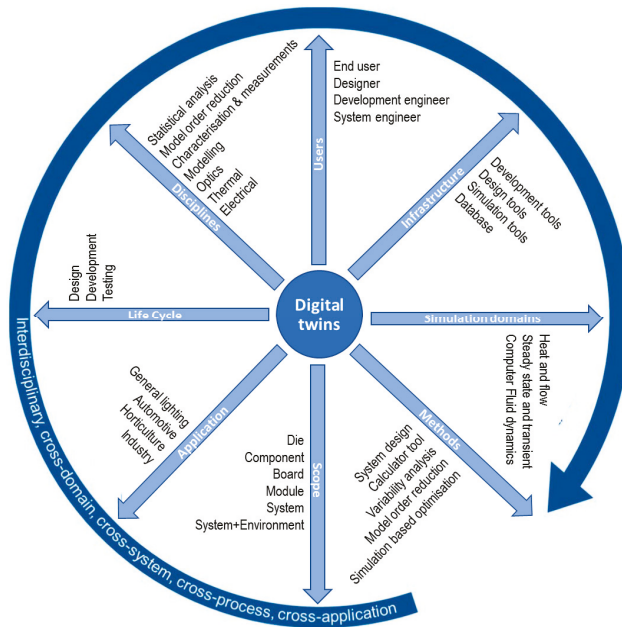 Digital
twins
Users
End user
Designer
Development engineer
System engineer
Infrastructure
Development tools
Design tools
Simulation tools
Database
Simulation domains
Heat and flow
Steady state and transient
Computer Fluid dynamics
Methods
System design
Calculator tool
Variability analysis
Model order reduction
Simulation based optimisation
Scope
Die
Component
Board
Module
System
System+Environment
Application
General lighting
Automotive
Horticulture
Industry
Life Cycle
Design
Development
Testing
Disciplines
Statistical analysis
Model order reduction
Characterisation & measurements
Modelling
Optics
Thermal
Electrical
Interdisciplinary, cross-domain, cross-system, cross-process, cross-application